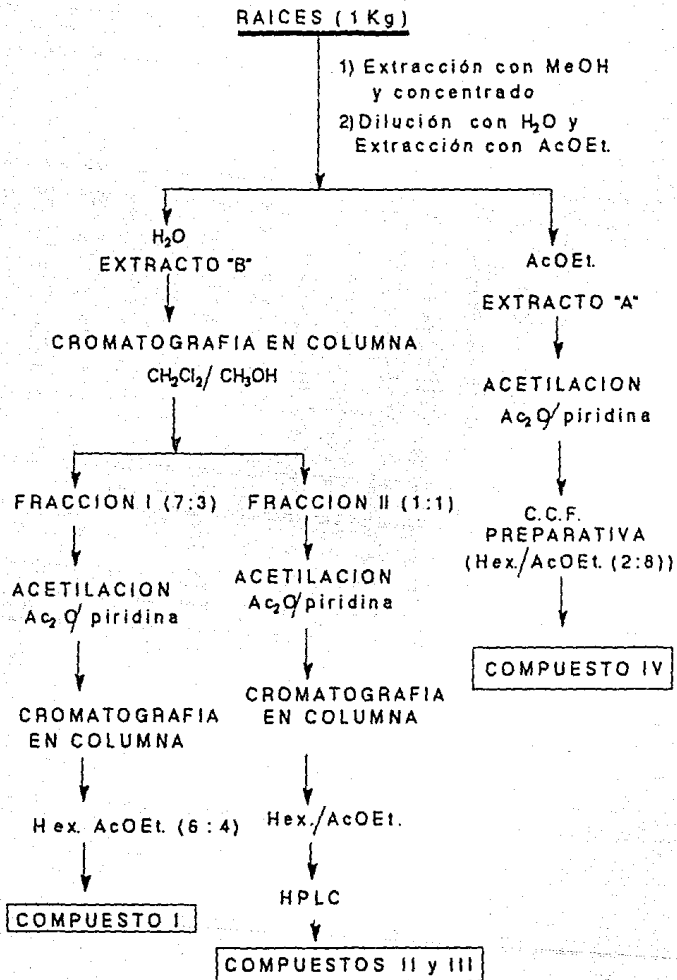 RAICES (1 Kg)
1) Extracción con MeOH
y concentrado
2) Dilución con H₂O y
Extracción con AcOEt.
H₂O
EXTRACTO "B"
CROMATOGRAFIA EN COLUMNA
CH₂Cl₂/ CH₃OH
FRACCION I (7:3)
ACETILACION
Ac₂O/piridina
CROMATOGRAFIA
EN COLUMNA
Hex. AcOEt. (6 : 4)
COMPUESTO I
FRACCION II (1:1)
ACETILACION
Ac₂O/piridina
CROMATOGRAFIA
EN COLUMNA
Hex./AcOEt.
HPLC
COMPUESTOS II y III
AcOEt.
EXTRACTO "A"
ACETILACION
Ac₂O/piridina
C.C.F.
PREPARATIVA
(Hex./AcOEt. (2:8))
COMPUESTO IV